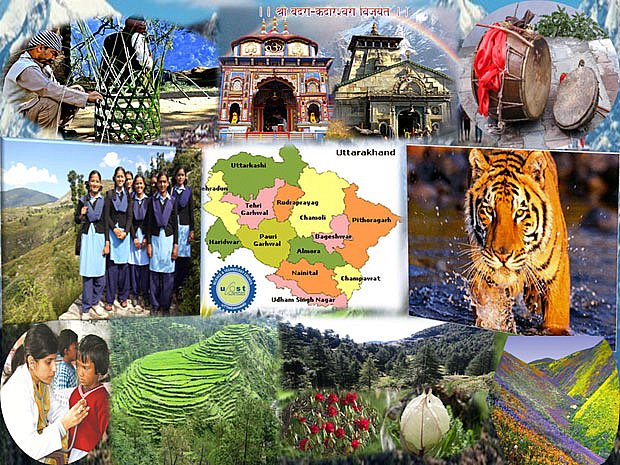 ।। श्री बदरी-केदारेश्वरो विजयते ।।
Uttarakhand
Uttarkashi
ehradun
Tehri
Garhwal
Rudraprayag
Chamoli
Pithoragarh
Haridwar
Pauri
Garhwal
Bageshwar
Almora
Nainital
Champawat
Udham Singh Nagar